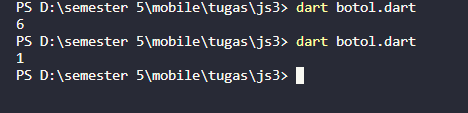 PS D:\semester 5\mobile\tugas\js3> dart botol.dart
6
PS D:\semester 5\mobile\tugas\js3> dart botol.dart
1
PS D:\semester 5\mobile\tugas\js3>